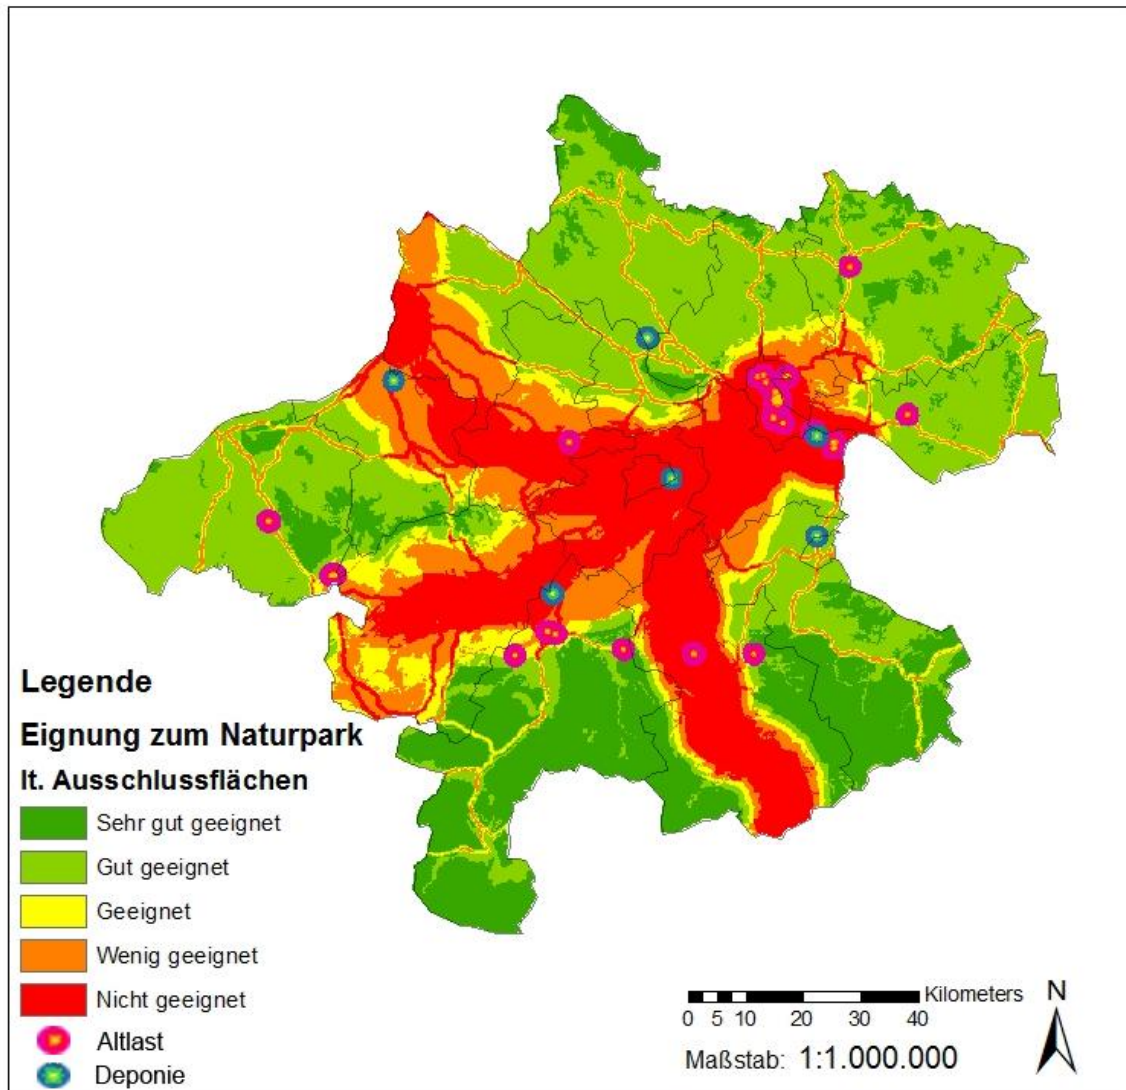 Legende
Eignung zum Naturpark
lt. Ausschlussflächen
Sehr gut geeignet
Gut geeignet
Geeignet
Wenig geeignet
Nicht geeignet
Altlast
Deponie
Kilometers
0 5 10 20 30 40
Maßstab: 1:1.000.000
N